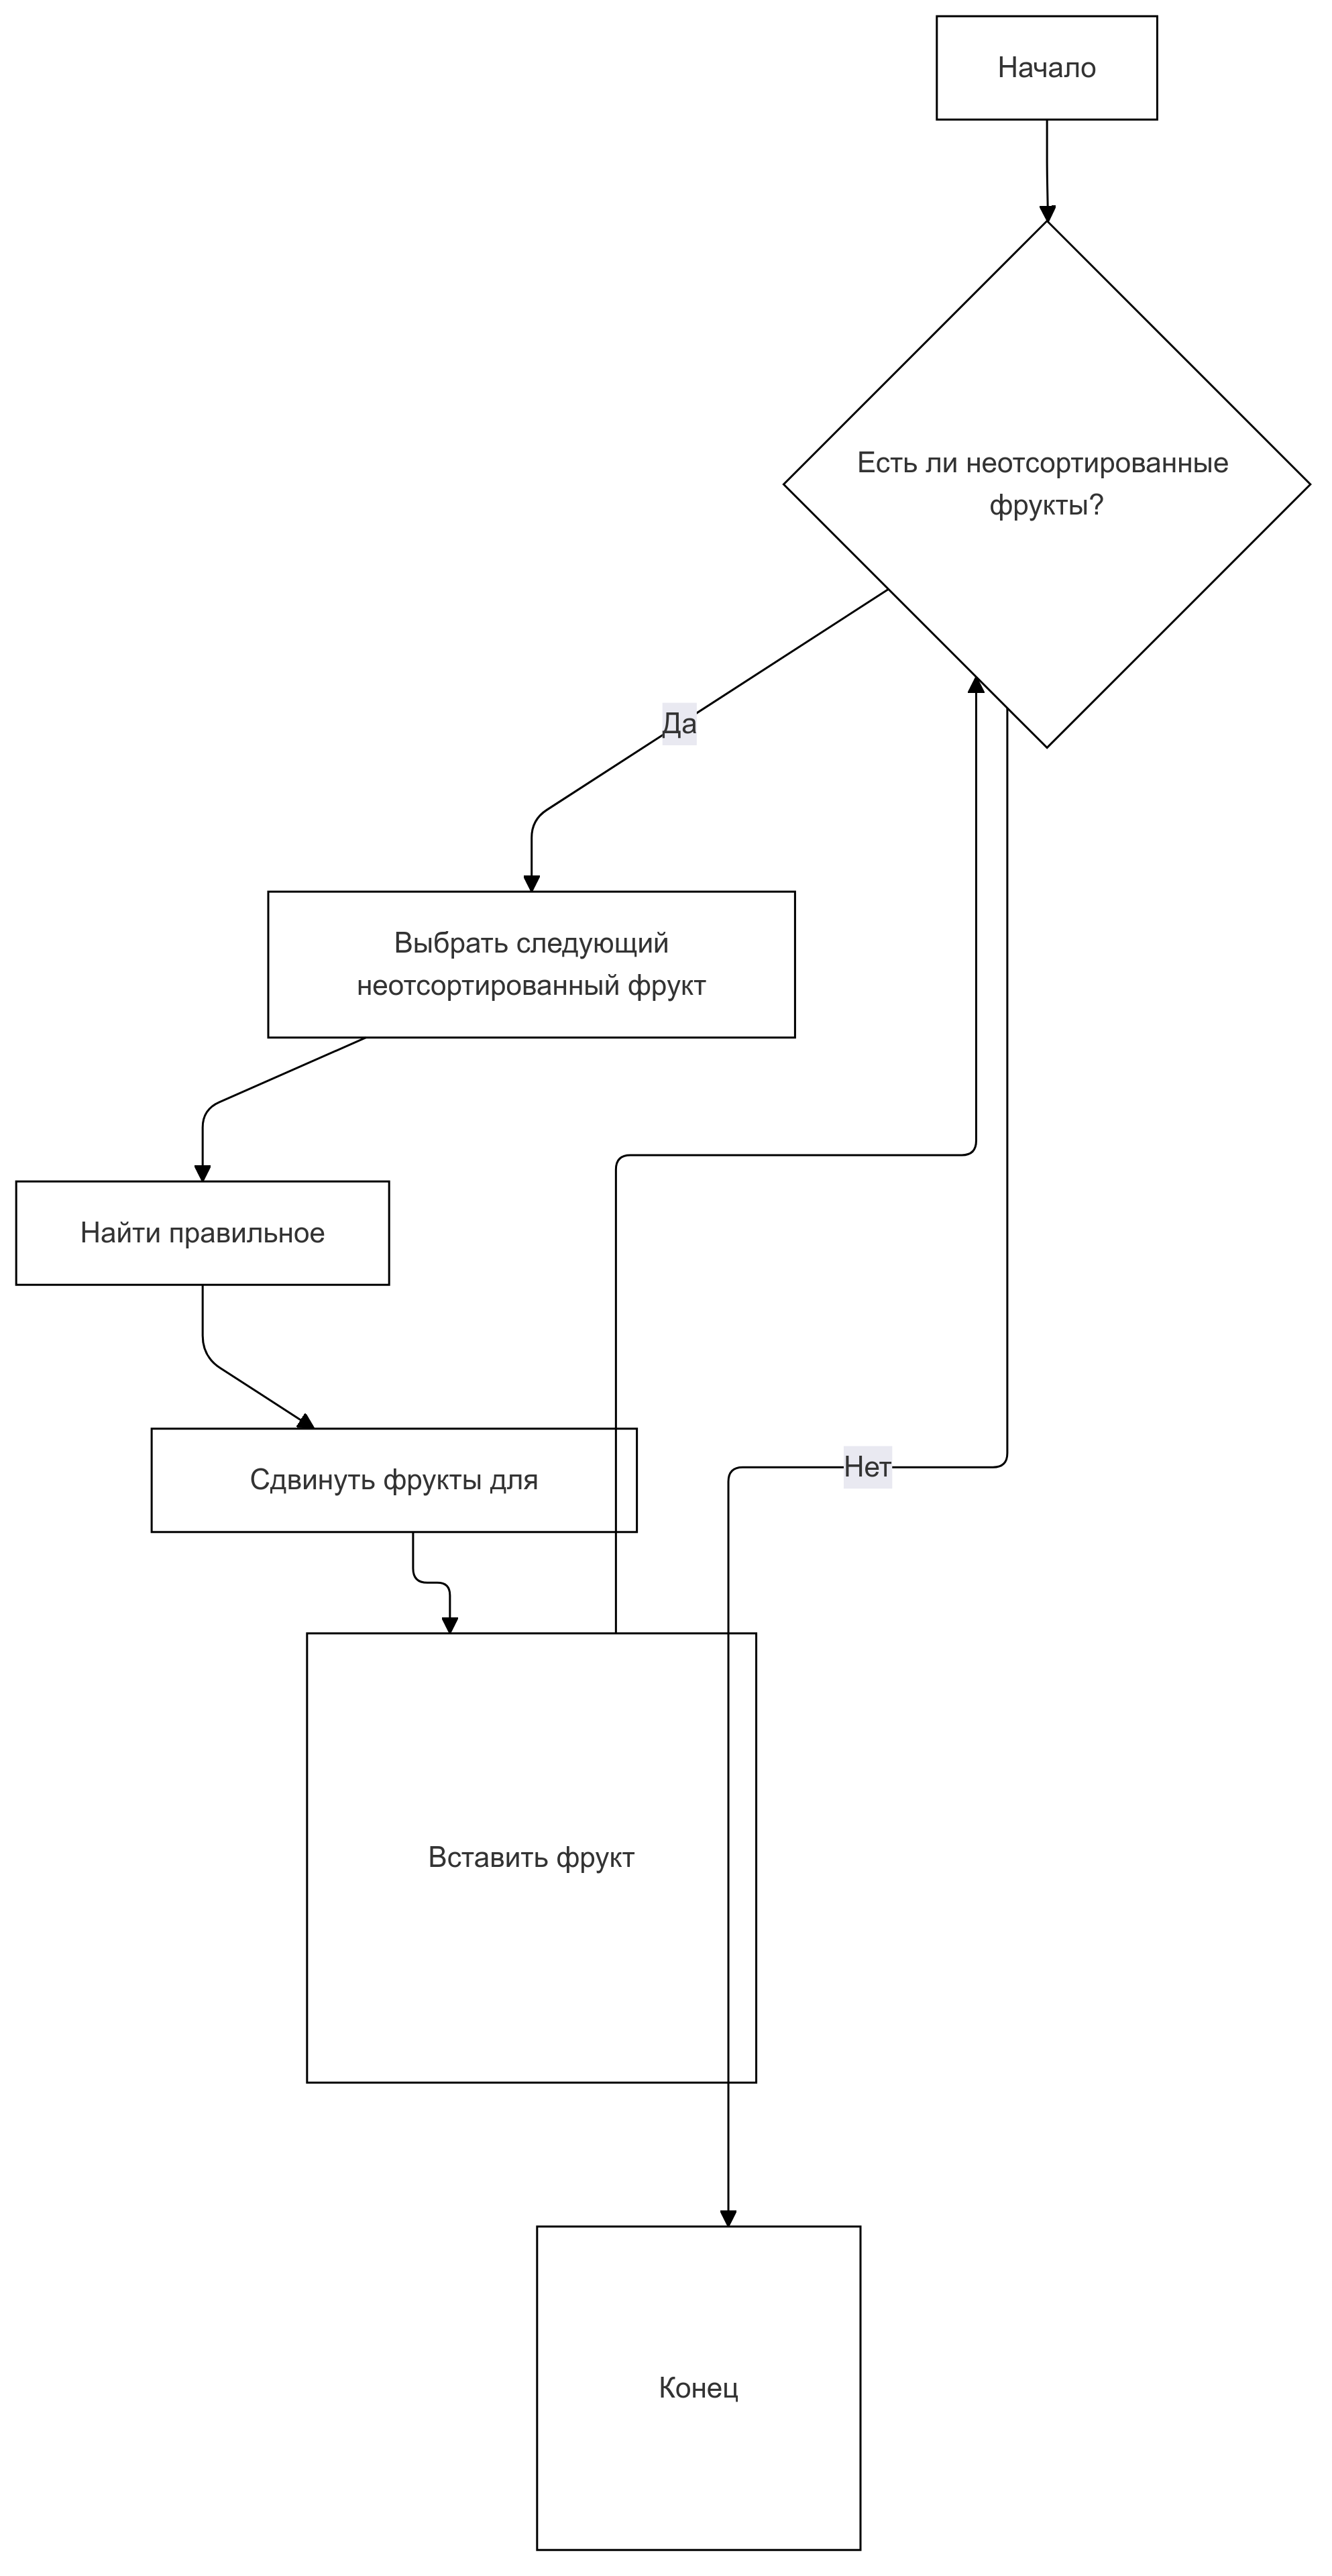 Начало
Есть ли неотсортированные
фрукты?
Да
Выбрать следующий
неотсортированный фрукт
Найти правильное
Нет
Сдвинуть фрукты для
Вставить фрукт
Конец